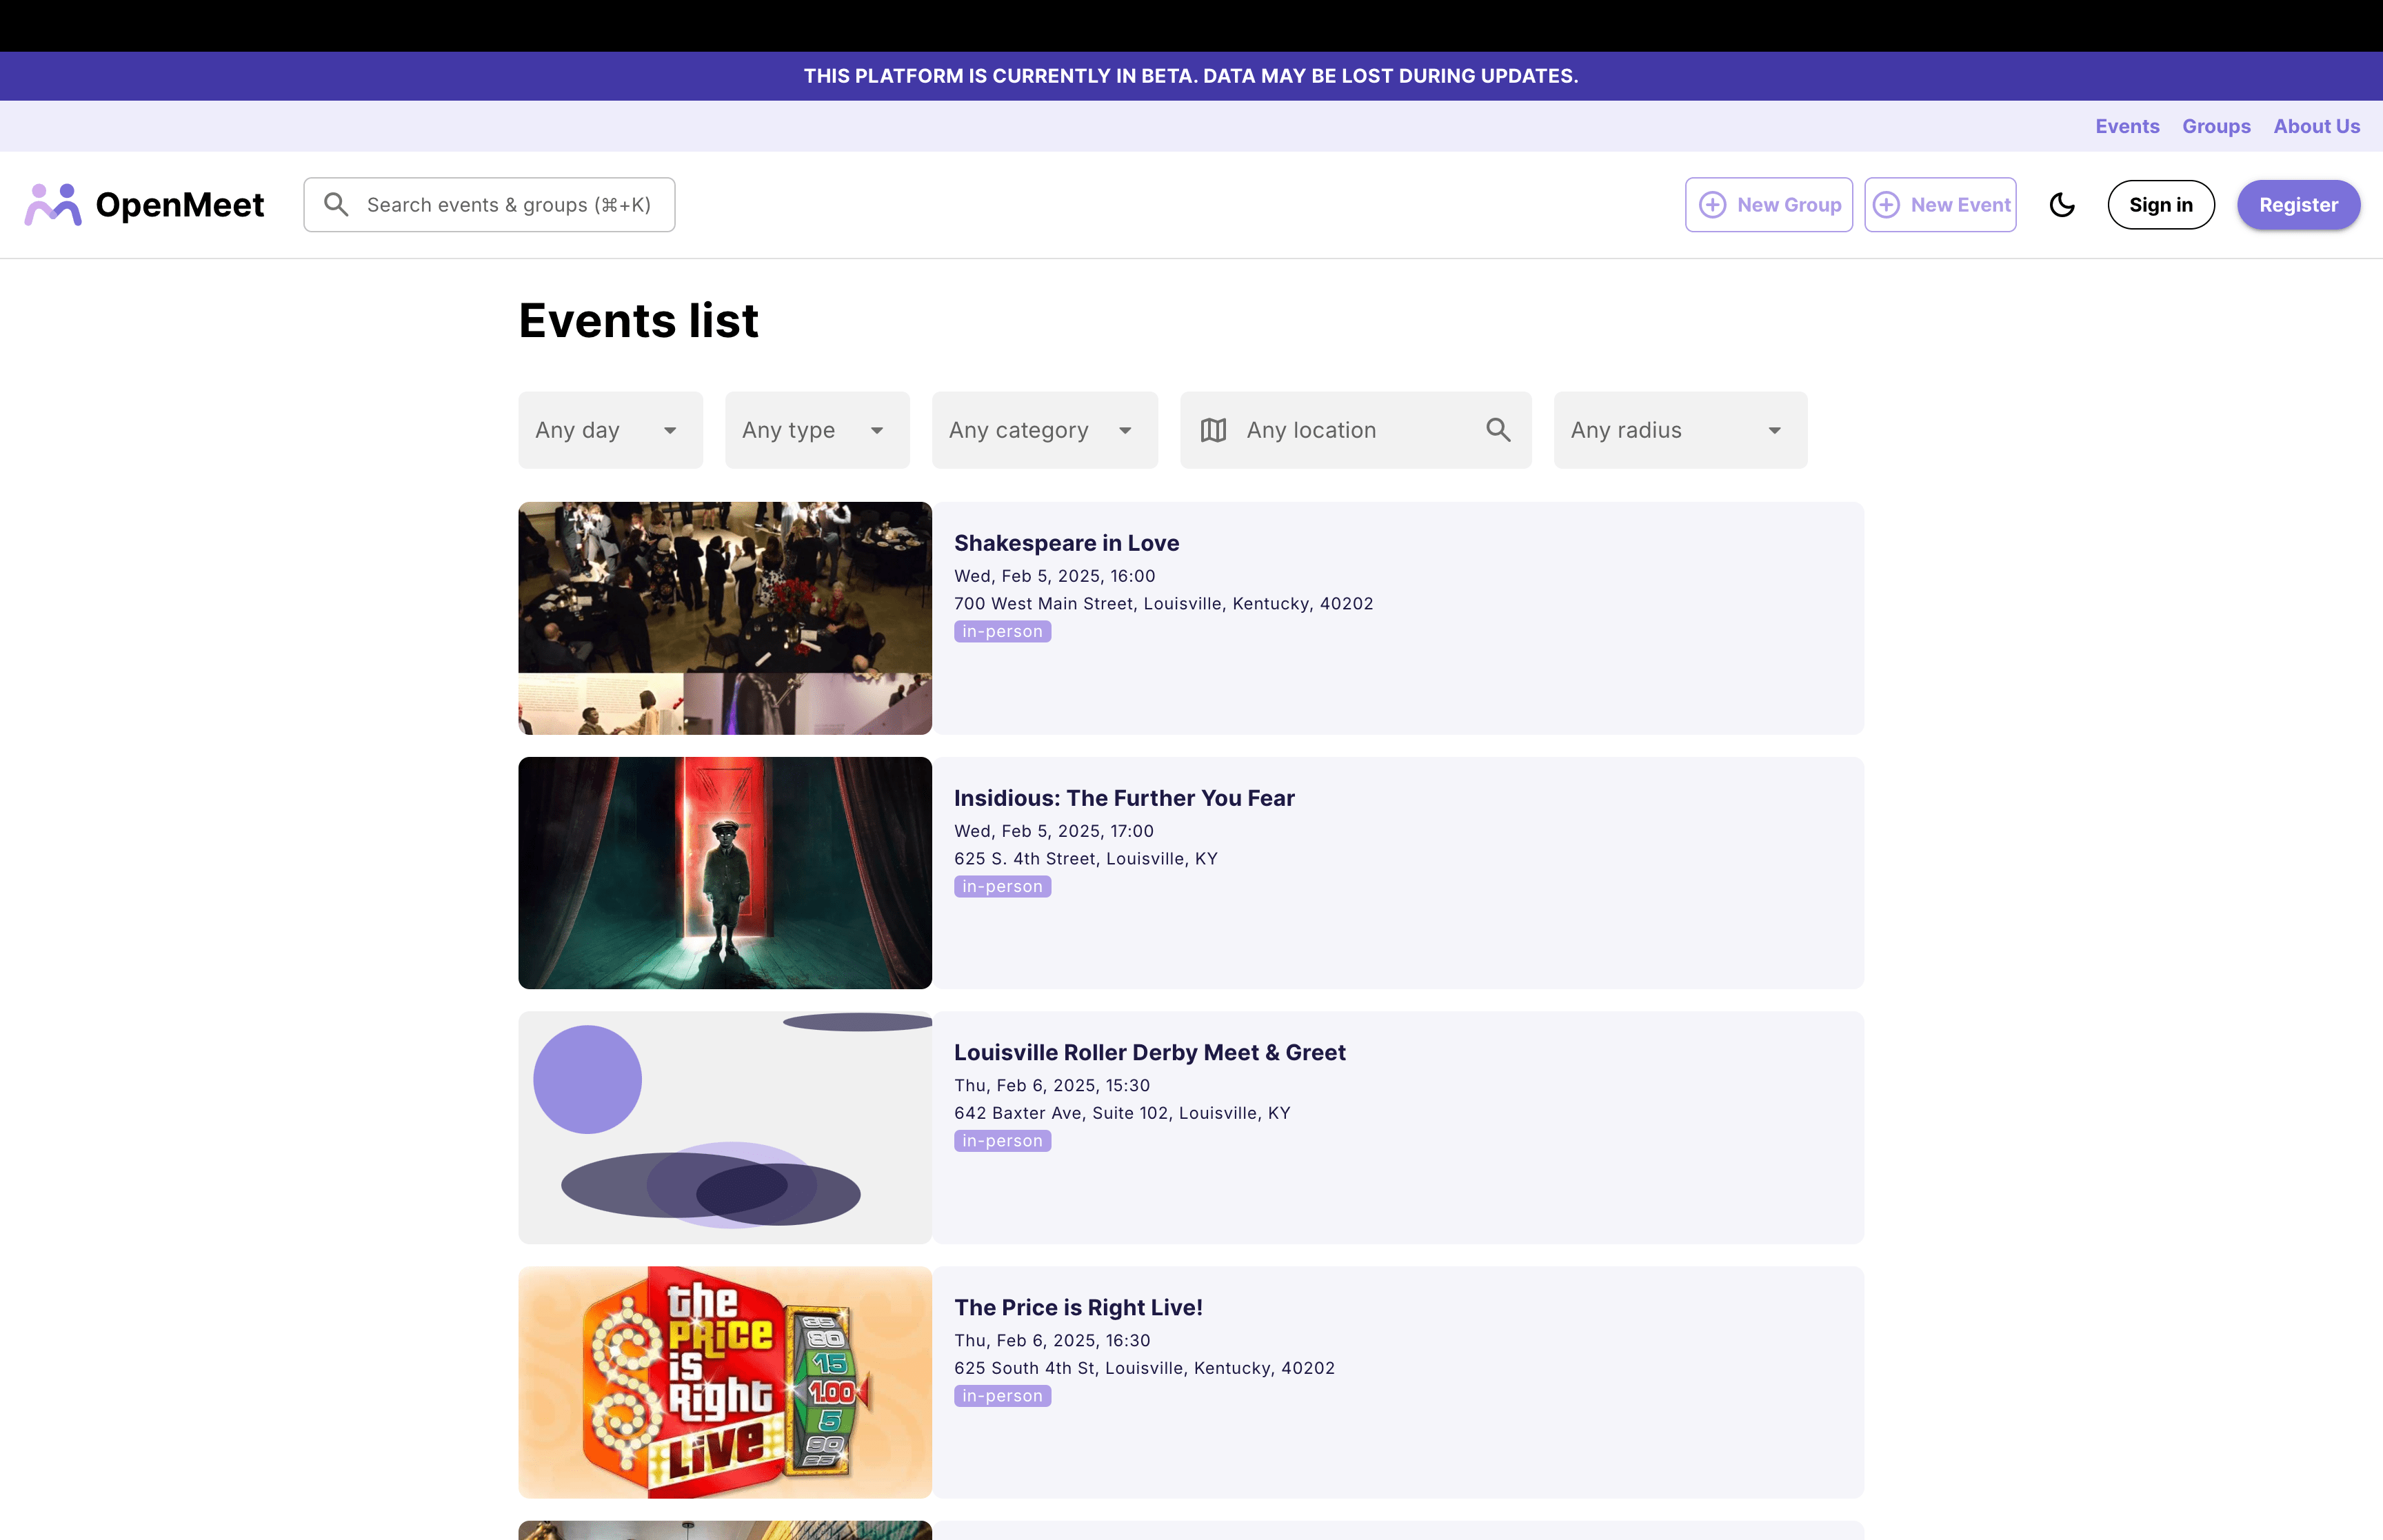 THIS PLATFORM IS CURRENTLY IN BETA. DATA MAY BE LOST DURING UPDATES.
Events Groups About Us
OpenMeet
Search events & groups (⌘+K)
New Group
New Event
Sign in
Register
Events list
Any day
Any type
Any category
Any location
Any radius
Shakespeare in Love
Wed, Feb 5, 2025, 16:00
700 West Main Street, Louisville, Kentucky, 40202
in-person
Insidious: The Further You Fear
Wed, Feb 5, 2025, 17:00
625 S. 4th Street, Louisville, KY
in-person
Louisville Roller Derby Meet & Greet
Thu, Feb 6, 2025, 15:30
642 Baxter Ave, Suite 102, Louisville, KY
in-person
the
PRiCE
is
Right
LIVE
80
15
1.00
5
80
The Price is Right Live!
Thu, Feb 6, 2025, 16:30
625 South 4th St, Louisville, Kentucky, 40202
in-person